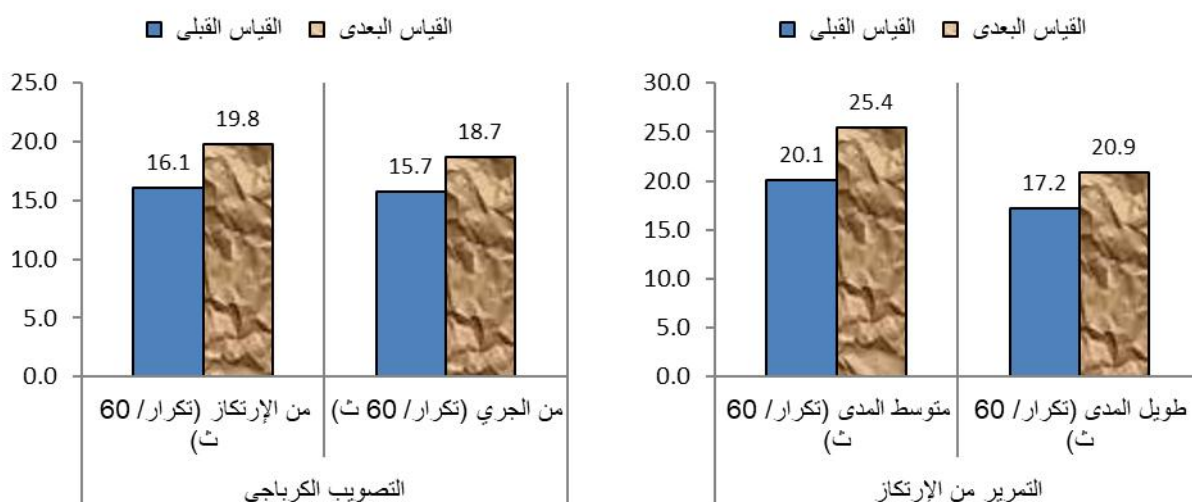 القياس القبلى
القياس البعدى
25.0
20.0
15.0
10.0
5.0
0.0
16.1
19.8
15.7
18.7
من الإرتكاز (تكرار/ 60
ث)
من الجري (تكرار/ 60 ث)
التصويب الكرباجي
القياس القبلى
القياس البعدى
30.0
25.0
20.0
15.0
10.0
5.0
0.0
20.1
25.4
17.2
20.9
متوسط المدى (تكرار/ 60
ث)
طويل المدى (تكرار/ 60
ث)
التمرير من الإرتكاز